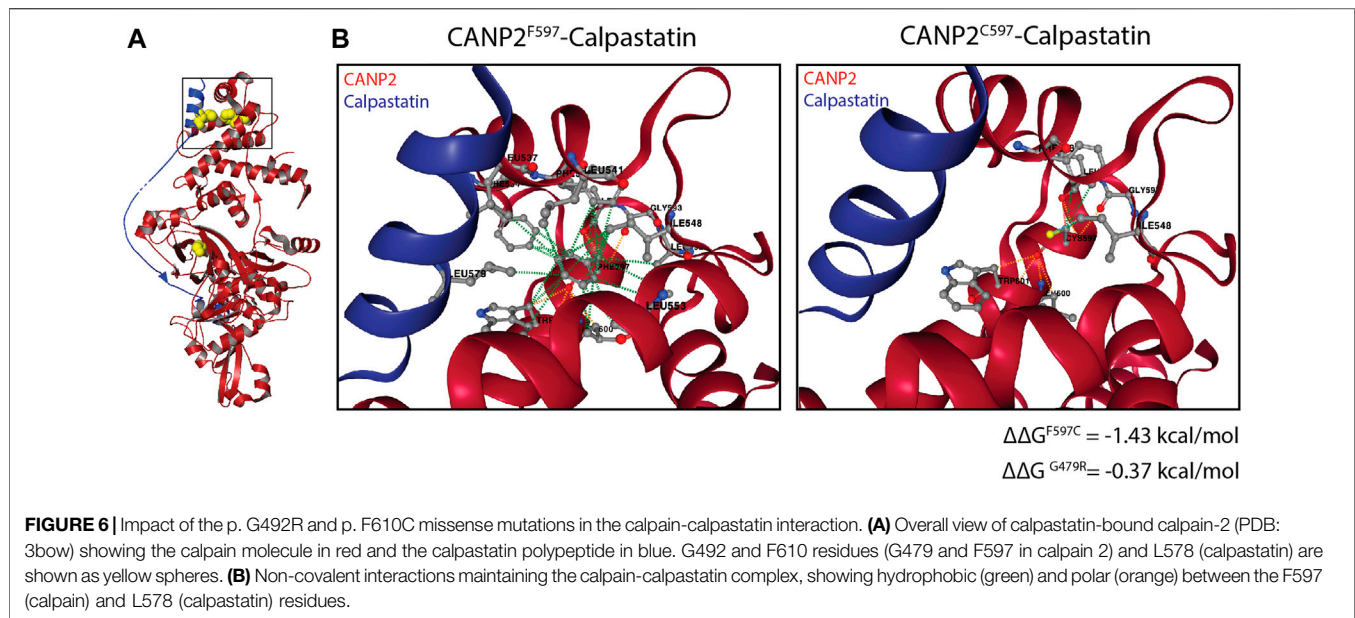 A
B
CANP2F597-Calpastatin
CANP2C597-Calpastatin
CANP2
Calpastatin
LEU541
GLY593
ILE548
LEU579
LEU553
CANP2
Calpastatin
ILE548
CYS597
TRP601
ΔΔGF597C = -1.43 kcal/mol
ΔΔG G479R= -0.37 kcal/mol
FIGURE 6 | Impact of the p. G492R and p. F610C missense mutations in the calpain-calpastatin interaction. (A) Overall view of calpastatin-bound calpain-2 (PDB:
3bow) showing the calpain molecule in red and the calpastatin polypeptide in blue. G492 and F610 residues (G479 and F597 in calpain 2) and L578 (calpastatin) are
shown as yellow spheres. (B) Non-covalent interactions maintaining the calpain-calpastatin complex, showing hydrophobic (green) and polar (orange) between the F597
(calpain) and L578 (calpastatin) residues.